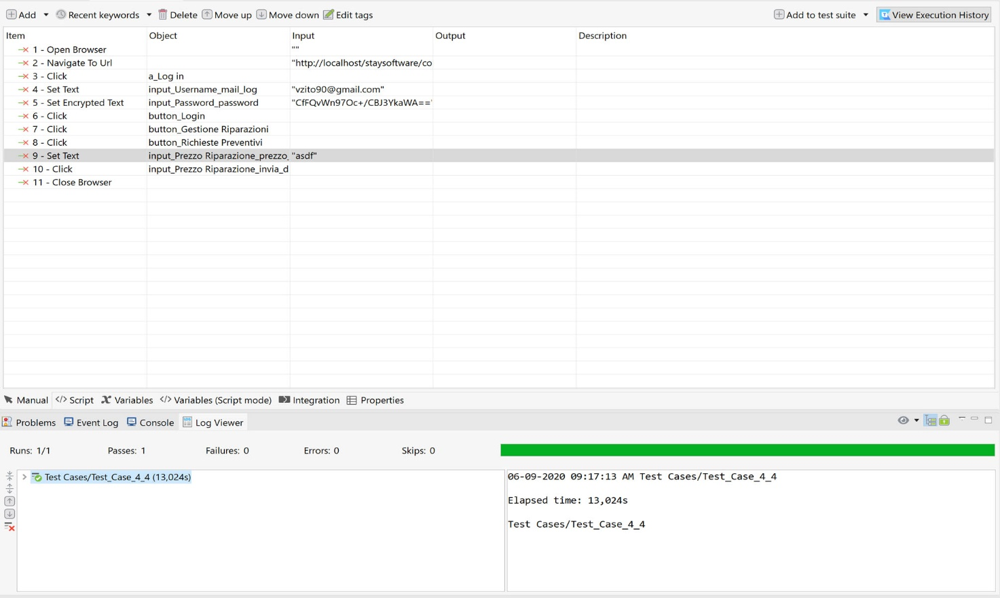 Add Recent keywords Delete Move up Move down Edit tags Add to test suite View Execution History
Item Object Input Output Description
1 - Open Browser ""
2 - Navigate To Url "http://localhost/staysoftware/co
3 - Click a_Log in
4 - Set Text input_Username_mail_log "vzito90@gmail.com"
5 - Set Encrypted Text input_Password_password "CfFQvWn97Oc+/CBJ3YkaWA=="
6 - Click button_Login
7 - Click button_Gestione Riparazioni
8 - Click button_Richieste Preventivi
9 - Set Text input_Prezzo Riparazione_prezzo_ "asdf"
10 - Click input_Prezzo Riparazione_invia_d
11 - Close Browser
Manual Script Variables Variables (Script mode) Integration Properties
Problems Event Log Console Log Viewer
Runs: 1/1 Passes: 1 Failures: 0 Errors: 0 Skips: 0
Test Cases/Test_Case_4_4 (13,024s)
06-09-2020 09:17:13 AM Test Cases/Test_Case_4_4
Elapsed time: 13,024s
Test Cases/Test_Case_4_4